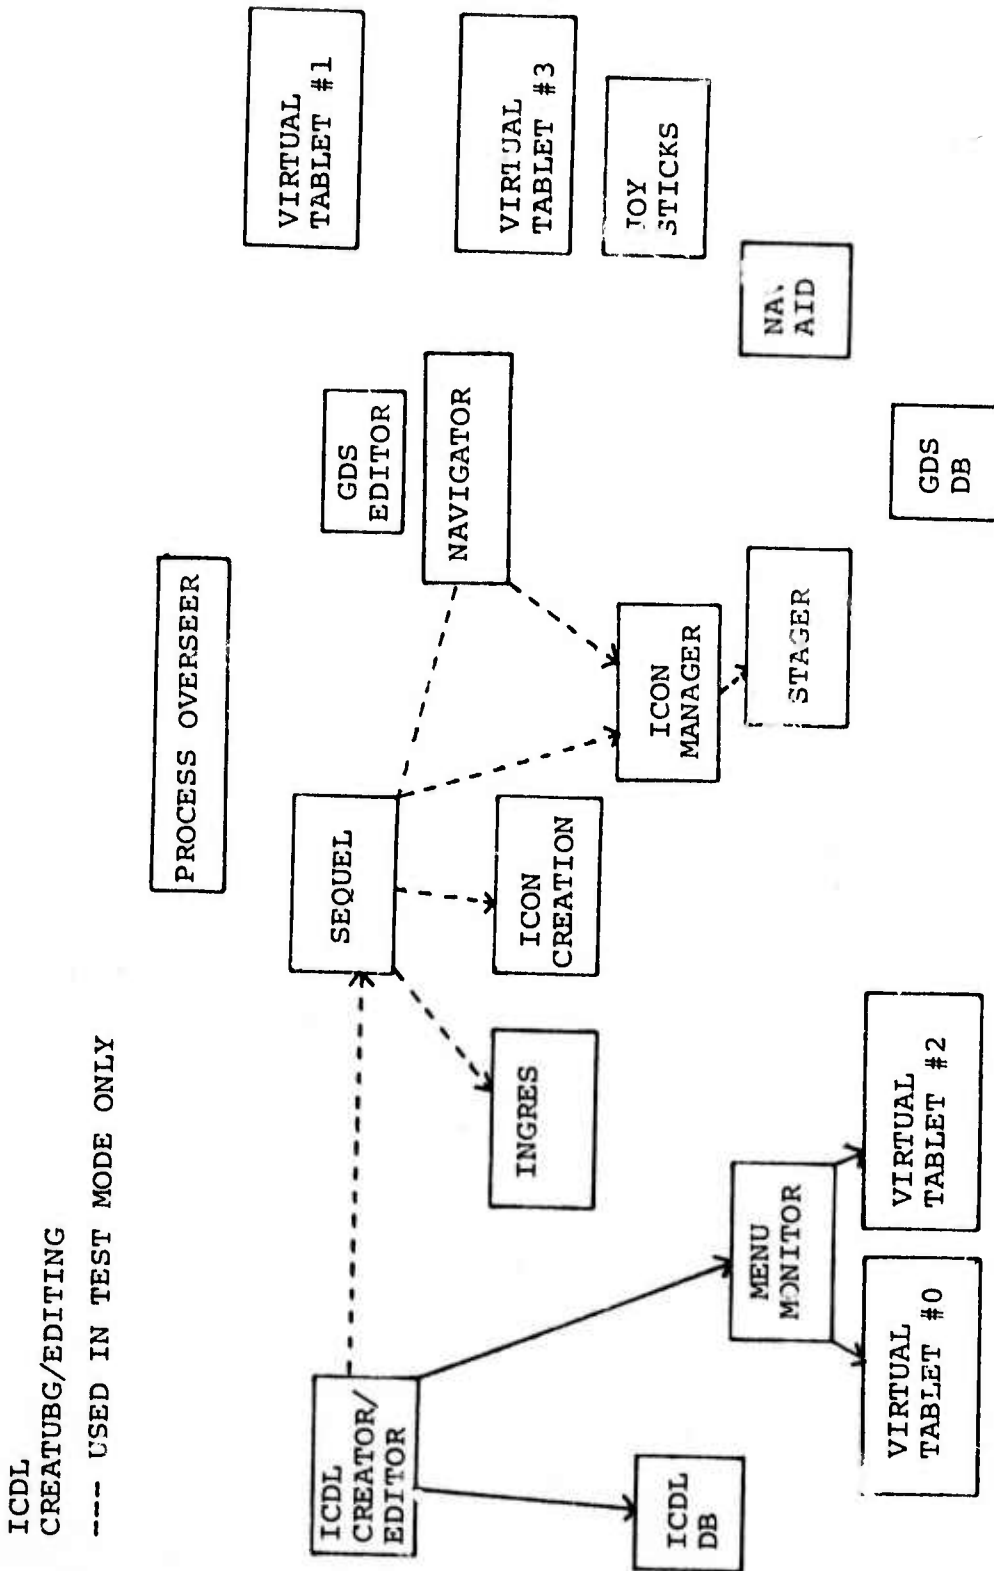 ICDL
CREATUBG/EDITING
---- USED IN TEST MODE ONLY
PROCESS OVERSEER
VIRTUAL
TABLET #1
ICDL
CREATOR/
EDITOR
SEQUEL
GDS
EDITOR
NAVIGATOR
VIRTUAL
TABLET #3
INGRES
ICON
CREATION
ICON
MANAGER
JOY
STICKS
ICDL
DB
MENU
MONITOR
STAGER
NAV
AID
VIRTUAL
TABLET #0
VIRTUAL
TABLET #2
GDS
DB